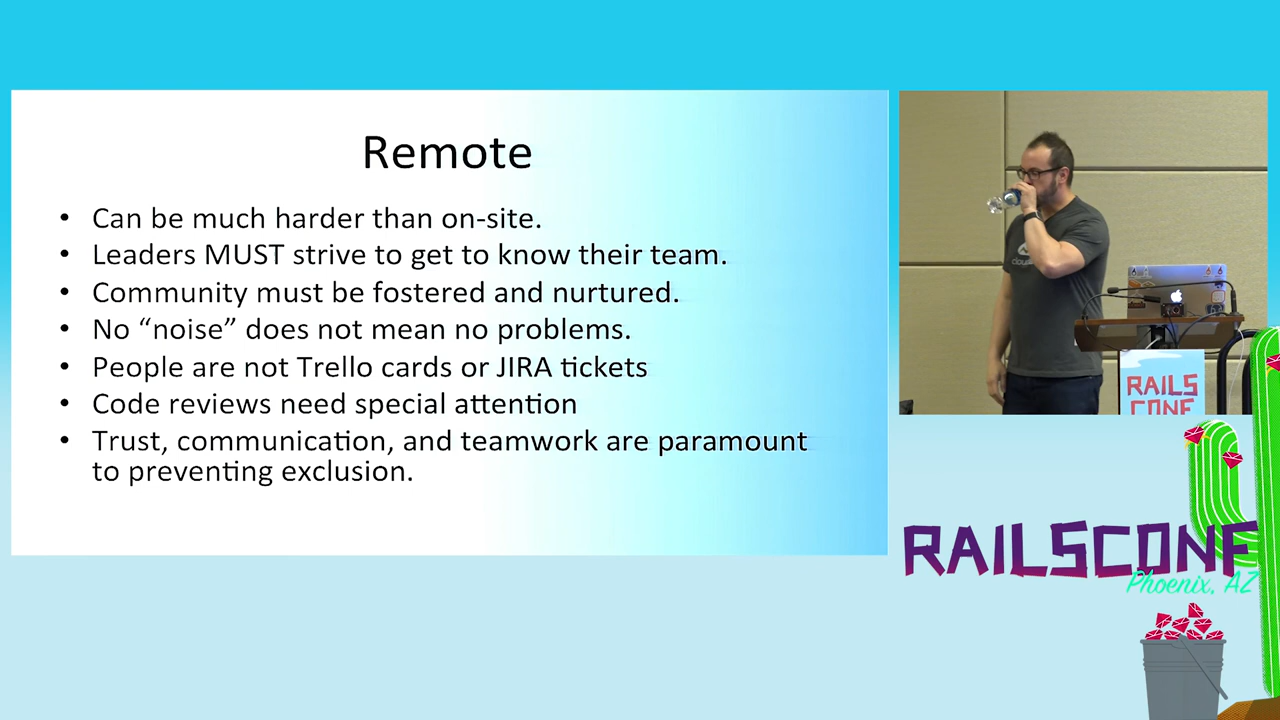 Remote
• Can be much harder than on-site.
• Leaders MUST strive to get to know their team.
• Community must be fostered and nurtured.
• No “noise” does not mean no problems.
• People are not Trello cards or JIRA tickets
• Code reviews need special attention
• Trust, communication, and teamwork are paramount
to preventing exclusion.
RAILS
CONF
RAILSCONF
Phoenix, AZ